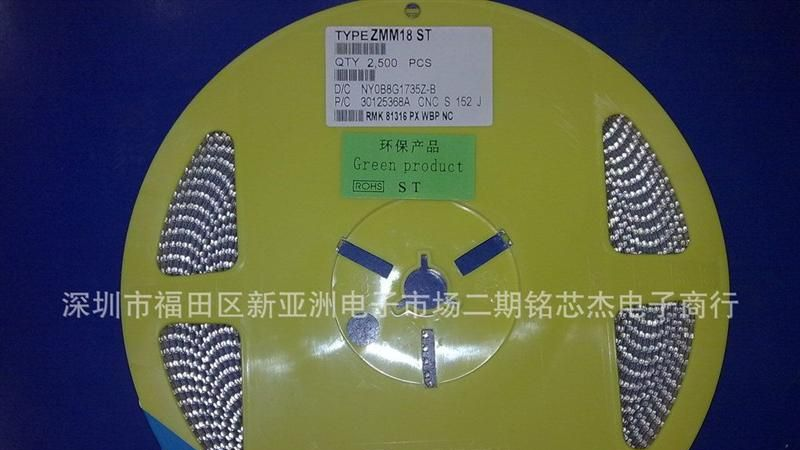 TYPE ZMM18 ST
QTY 2,500 PCS
D/C NY0B8G1735Z-B
P/C 30125368A CNC S 152 J
RMK 81316 PX WBP NC
环保产品
Green product
ROHS ST
深圳市福田区新亚洲电子市场二期铭芯杰电子商行